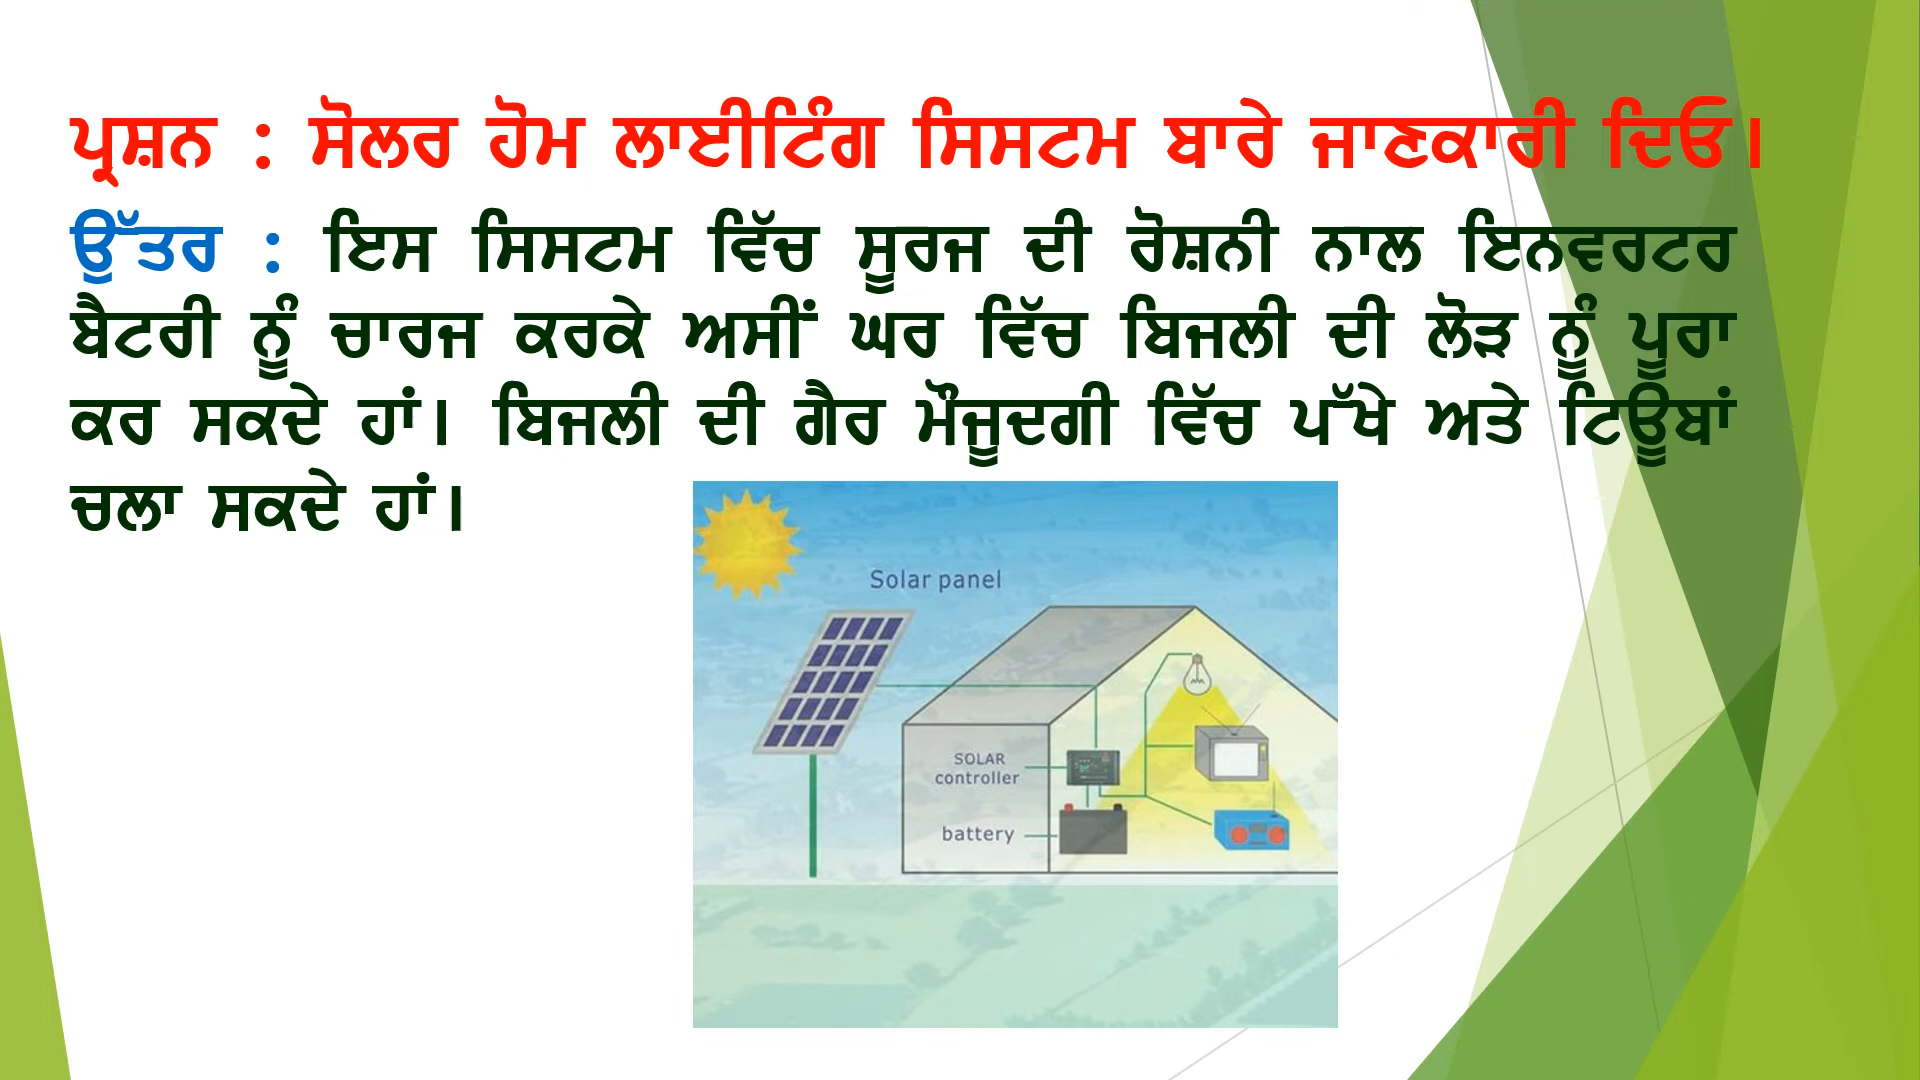 ਪ੍ਰਸ਼ਨ : ਸੋਲਰ ਹੋਮ ਲਾਈਟਿੰਗ ਸਿਸਟਮ ਬਾਰੇ ਜਾਣਕਾਰੀ ਦਿਓ।
ਉੱਤਰ : ਇਸ ਸਿਸਟਮ ਵਿੱਚ ਸੂਰਜ ਦੀ ਰੋਸ਼ਨੀ ਨਾਲ ਇਨਵਰਟਰ
ਬੈਟਰੀ ਨੂੰ ਚਾਰਜ ਕਰਕੇ ਅਸੀਂ ਘਰ ਵਿੱਚ ਬਿਜਲੀ ਦੀ ਲੋੜ ਨੂੰ ਪੂਰਾ
ਕਰ ਸਕਦੇ ਹਾਂ। ਬਿਜਲੀ ਦੀ ਗੈਰ ਮੌਜੂਦਗੀ ਵਿੱਚ ਪੱਖੇ ਅਤੇ ਟਿਊਬਾਂ
ਚਲਾ ਸਕਦੇ ਹਾਂ।
Solar panel
SOLAR
controller
battery